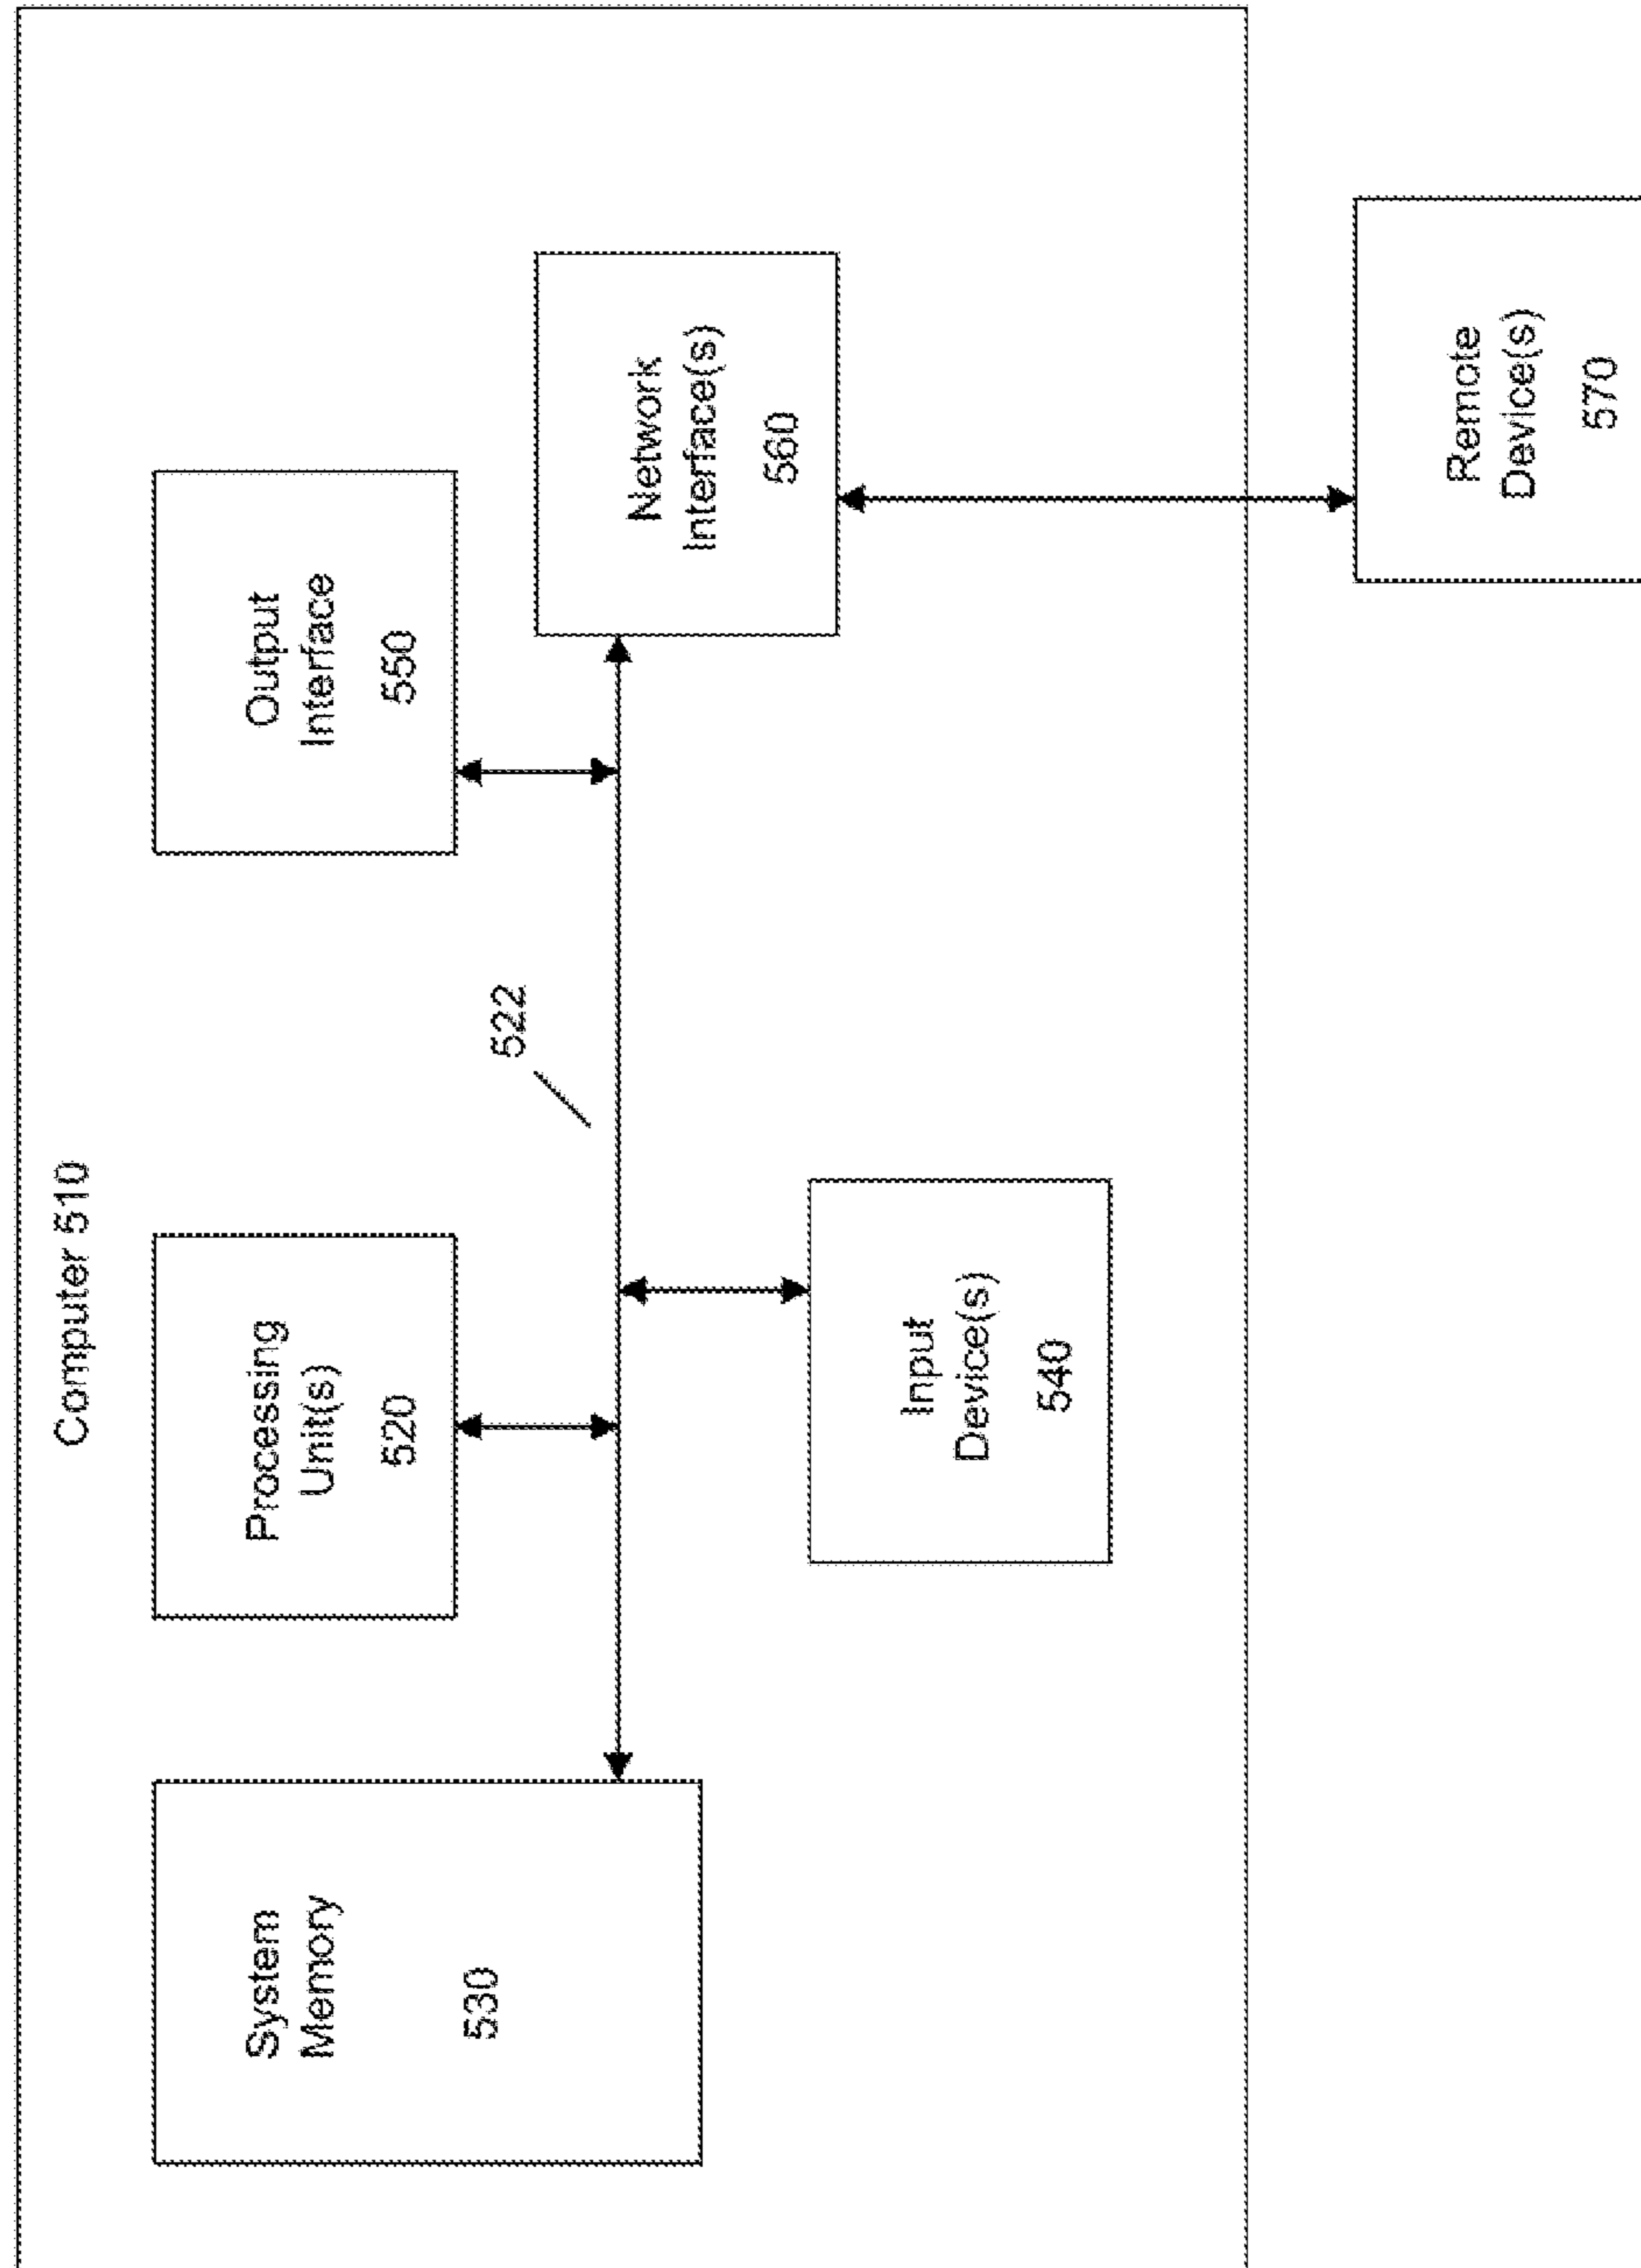 Computer 510
System
Memory
530
Processing
Unit(s)
520
522
Output
Interface
550
Input
Device(s)
540
Network
Interface(s)
560
Remote
Device(s)
570